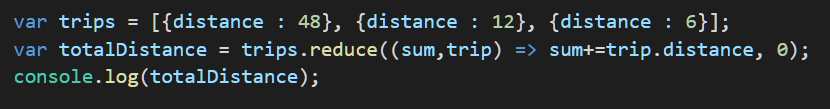 var trips = [{distance : 48}, {distance : 12}, {distance : 6}];
var totalDistance = trips.reduce((sum,trip) => sum+=trip.distance, 0);
console.log(totalDistance);